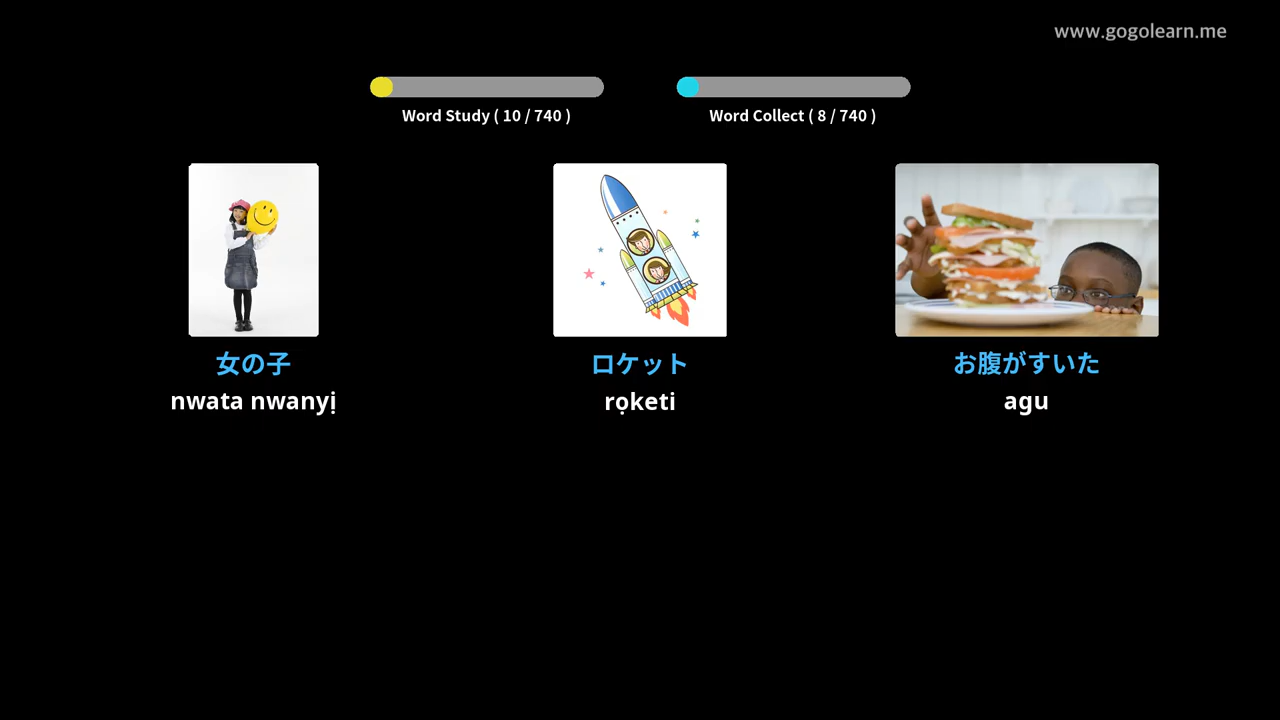 www.gogolearn.me
Word Study ( 10 / 740 )
Word Collect ( 8 / 740 )
女の子
ロケット
お腹がすいた
nwata nwanyị
rọketi
agu